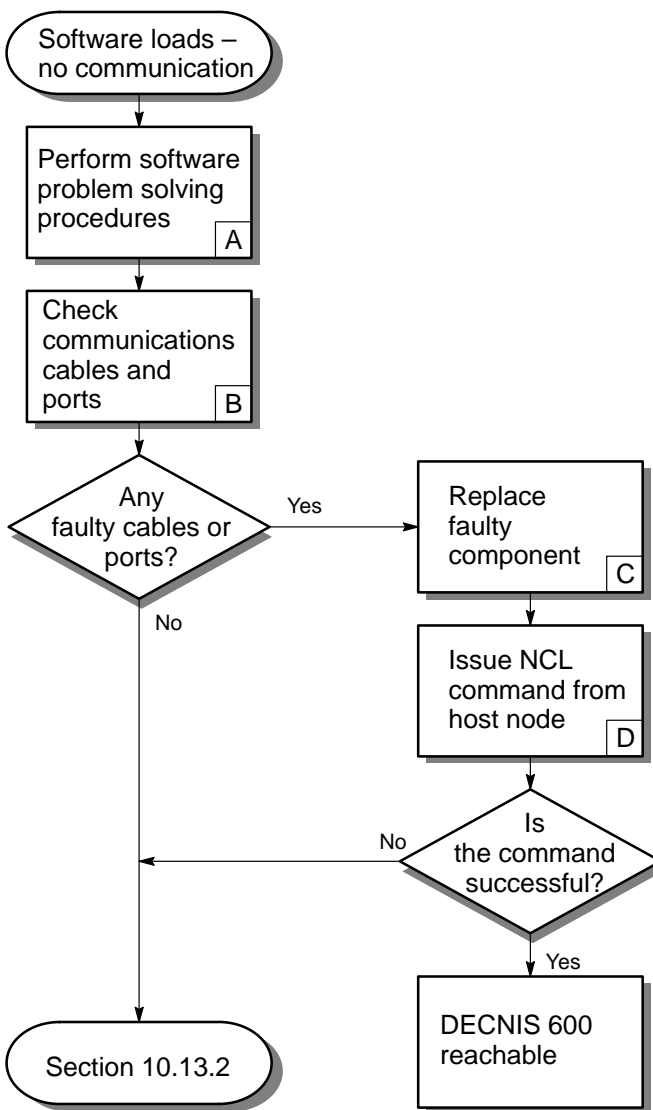 Software loads –
no communication
Perform software
problem solving
procedures
A
Check
communications
cables and
ports
B
Any
faulty cables or
ports?
Yes
No
Replace
faulty
component
C
Issue NCL
command from
host node
D
Is
the command
successful?
No
Yes
DECNIS 600
reachable
Section 10.13.2